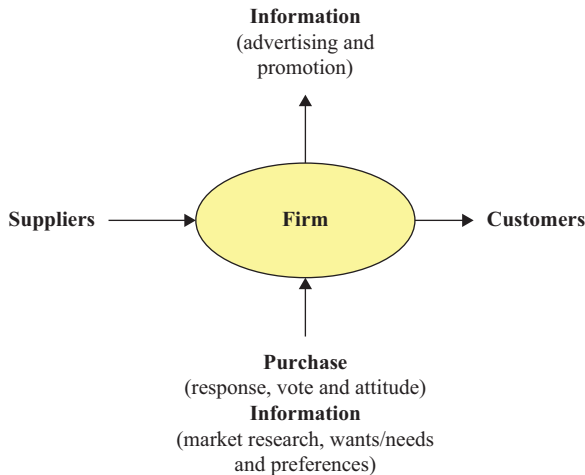 Information
(advertising and
promotion)
Suppliers
Firm
Customers
Purchase
(response, vote and attitude)
Information
(market research, wants/needs
and preferences)